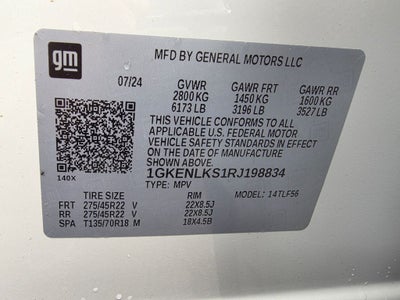 gm
MFD BY GENERAL MOTORS LLC
07/24 GVWR GAWR FRT GAWR RR
2800 KG 1450 KG 1600 KG
6173 LB 3196 LB 3527 LB
THIS VEHICLE CONFORMS TO ALL
APPLICABLE U.S. FEDERAL MOTOR
VEHICLE SAFETY STANDARDS IN EFFECT
ON THE DATE OF MANUFACTURE
SHOWN ABOVE.
1GKENLKS1RJ198834
140X TYPE: MPV MODEL: 14TLF56
TIRE SIZE RIM
FRT 275/45R22 V 22X8.5J
RR 275/45R22 V 22X8.5J
SPA T135/70R18 M 18X4.5B